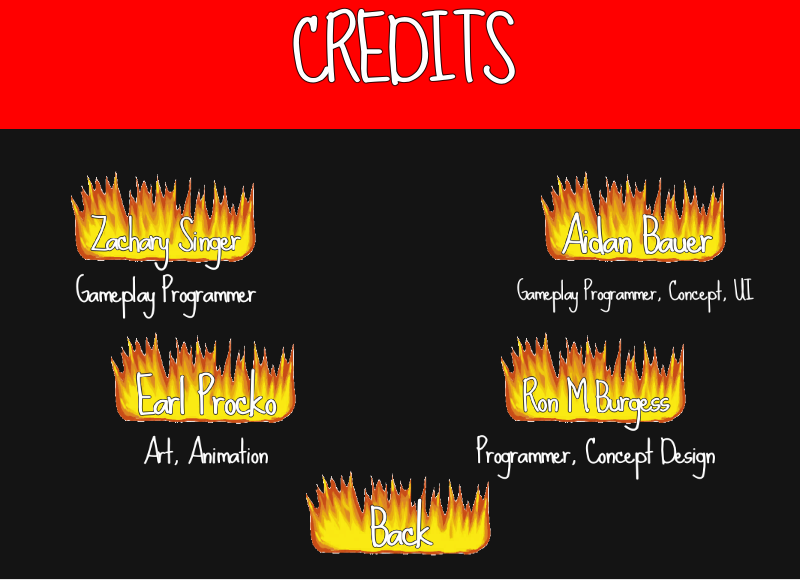 CREDITS
Zachary Singer
Aidan Bauer
Gameplay Programmer
Gameplay Programmer, Concept, UI
Earl Procko
Ron M Burgess
Art, Animation
Programmer, Concept Design
Back